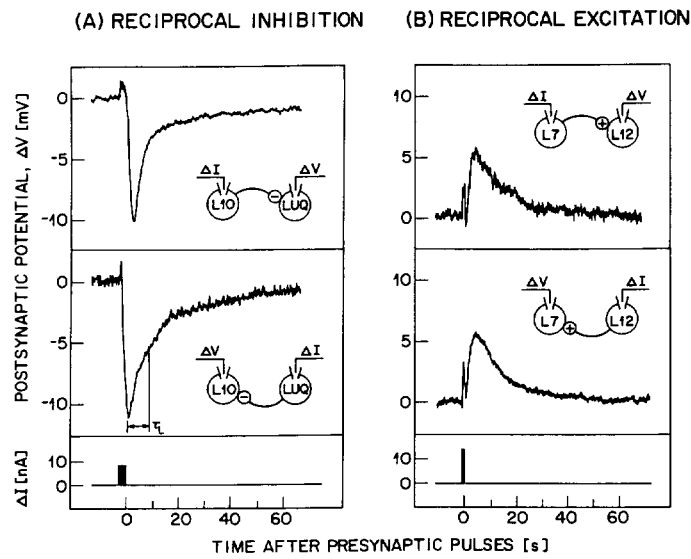 (A) RECIPROCAL INHIBITION
(B) RECIPROCAL EXCITATION
POSTSYNAPTIC POTENTIAL, ΔV [mV]
0
-5
-10
ΔI
ΔV
L10
⊖
LUQ
10
5
0
ΔI
ΔV
L7
⊕
L12
0
-5
-10
ΔV
ΔI
L10
⊖
LUQ
τL
10
5
0
ΔV
ΔI
L7
⊕
L12
ΔI [nA]
10
0
10
0
0 20 40 60
0 20 40 60
TIME AFTER PRESYNAPTIC PULSES [s]